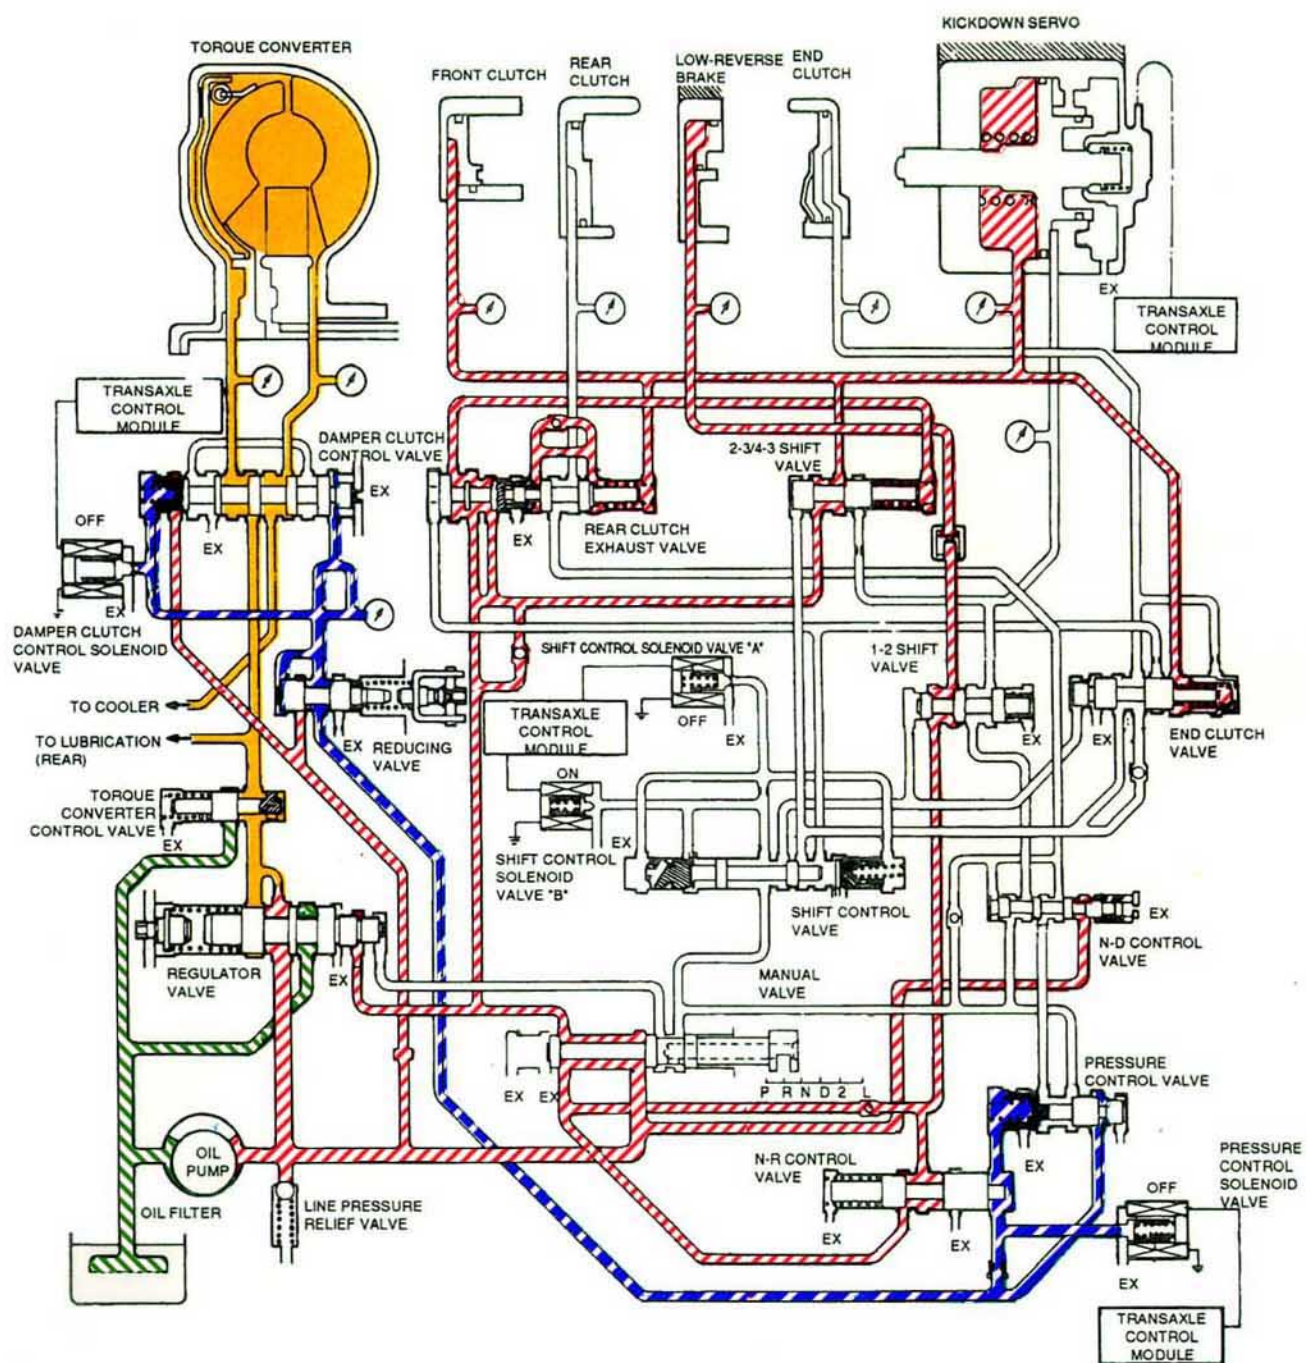 KICKDOWN SERVO
TORQUE CONVERTER
FRONT CLUTCH
REAR
CLUTCH
LOW-REVERSE
BRAKE
END
CLUTCH
EX
TRANSAXLE
CONTROL
MODULE
TRANSAXLE
CONTROL
MODULE
DAMPER CLUTCH
CONTROL VALVE
2-3/4-3 SHIFT
VALVE
EX
OFF
EX
EX
REAR CLUTCH
EXHAUST VALVE
EX
DAMPER CLUTCH
CONTROL SOLENOID
VALVE
SHIFT CONTROL SOLENOID VALVE "A"
1-2 SHIFT
VALVE
TO COOLER
TRANSAXLE
CONTROL
MODULE
OFF
EX
TO LUBRICATION
(REAR)
EX
REDUCING
VALVE
EX
EX
END CLUTCH
VALVE
ON
TORQUE
CONVERTER
CONTROL VALVE
EX
EX
SHIFT CONTROL
SOLENOID
VALVE "B"
SHIFT CONTROL
VALVE
EX
N-D CONTROL
VALVE
REGULATOR
VALVE
EX
MANUAL
VALVE
PRESSURE
CONTROL VALVE
EX
EX
P R N D 2 L
OIL
PUMP
N-R CONTROL
VALVE
EX
PRESSURE
CONTROL
SOLENOID
VALVE
OFF
OIL FILTER
LINE PRESSURE
RELIEF VALVE
EX
EX
EX
TRANSAXLE
CONTROL
MODULE